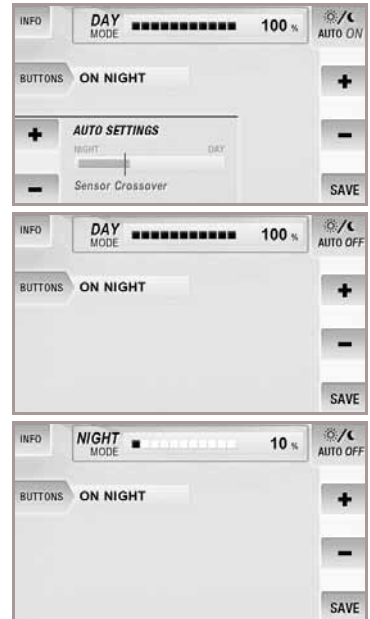 INFO
DAY
MODE
100 %
AUTO ON
BUTTONS ON NIGHT
+
+ AUTO SETTINGS -
NIGHT DAY
- Sensor Crossover SAVE
INFO
DAY
MODE
100 %
AUTO OFF
BUTTONS ON NIGHT
+
-
SAVE
INFO
NIGHT
MODE
10 %
AUTO OFF
BUTTONS ON NIGHT
+
-
SAVE